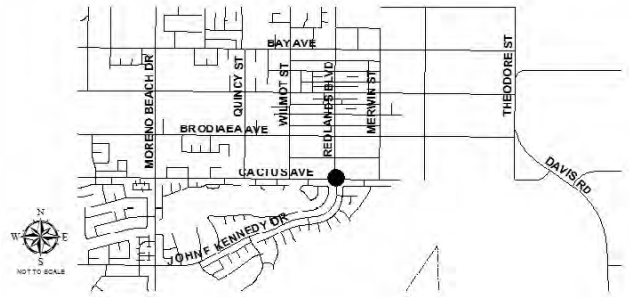 BAY AVE
MORENO BEACH DR
QUINCY ST
WILMOT ST
REDLANDS BLVD
MERWIN ST
THEODORE ST
BRODIAEA AVE
CACTUS AVE
DAVIS RD
JOHN F KENNEDY DR
N
W E
S
NOT TO SCALE